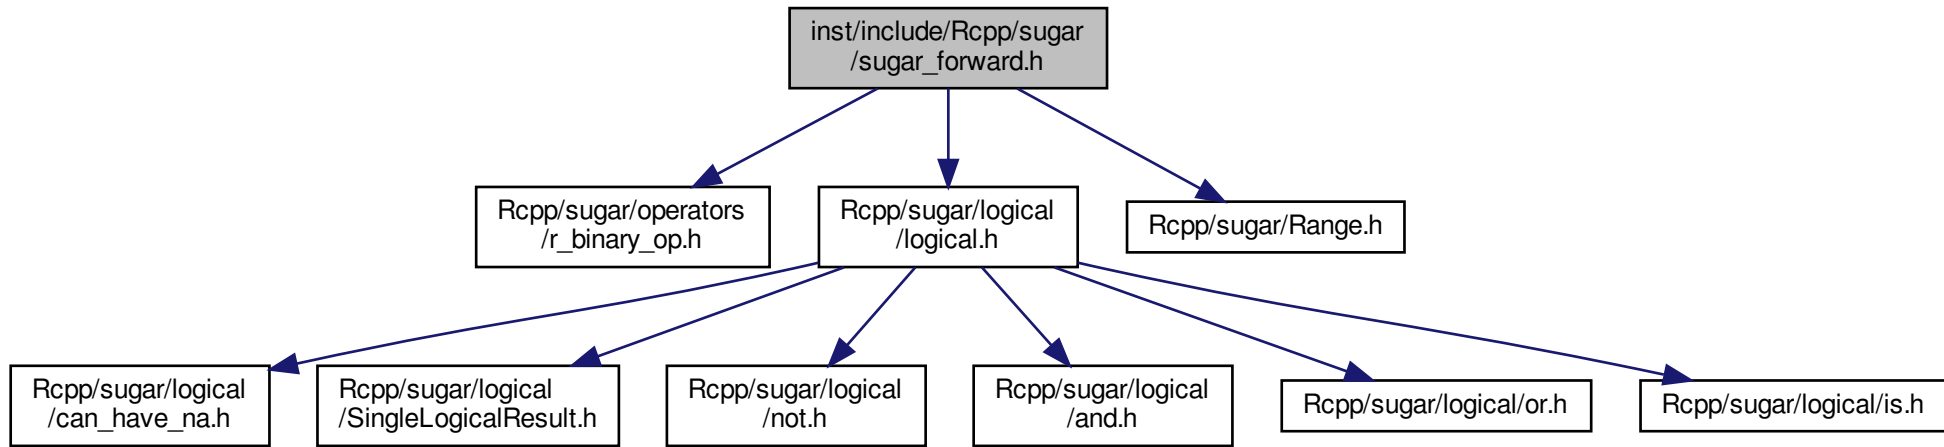 inst/include/Rcpp/sugar
/sugar_forward.h
Rcpp/sugar/operators
/r_binary_op.h
Rcpp/sugar/logical
/logical.h
Rcpp/sugar/Range.h
Rcpp/sugar/logical
/can_have_na.h
Rcpp/sugar/logical
/SingleLogicalResult.h
Rcpp/sugar/logical
/not.h
Rcpp/sugar/logical
/and.h
Rcpp/sugar/logical/or.h
Rcpp/sugar/logical/is.h